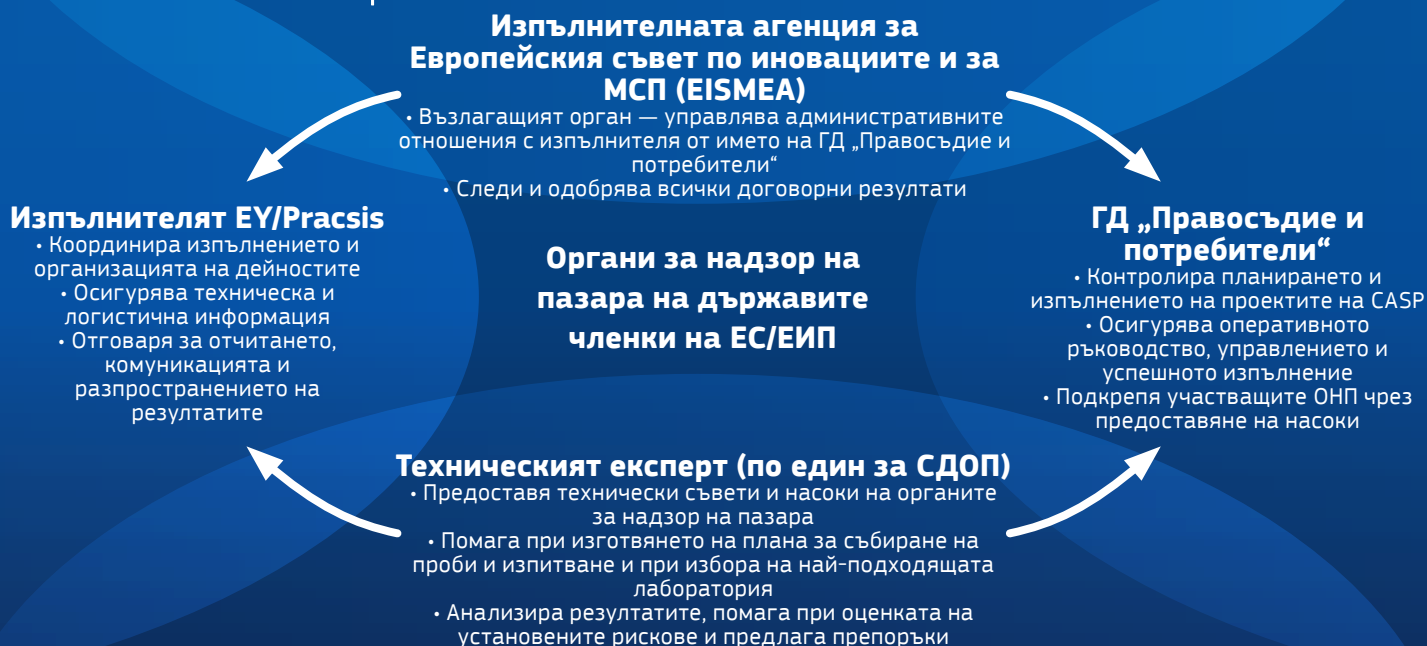 Изпълнителната агенция за
Европейския съвет по иновациите и за
МСП (EISMEA)
• Възлагащият орган — управлява административните
отношения с изпълнителя от името на ГД „Правосъдие и
потребители“
• Следи и одобрява всички договорни резултати
Изпълнителят EY/Pracsis
• Координира изпълнението и
организацията на дейностите
• Осигурява техническа и
логистична информация
• Отговаря за отчитането,
комуникацията и
разпространението на
резултатите
Органи за надзор на
пазара на държавите
членки на ЕС/ЕИП
ГД „Правосъдие и
потребители“
• Контролира планирането и
изпълнението на проектите на CASP
• Осигурява оперативното
ръководство, управлението и
успешното изпълнение
• Подкрепя участващите ОНП чрез
предоставяне на насоки
Техническият експерт (по един за СДОП)
• Предоставя технически съвети и насоки на органите
за надзор на пазара
• Помага при изготвянето на плана за събиране на
проби и изпитване и при избора на най-подходящата
лаборатория
• Анализира резултатите, помага при оценката на
установените рискове и предлага препоръки